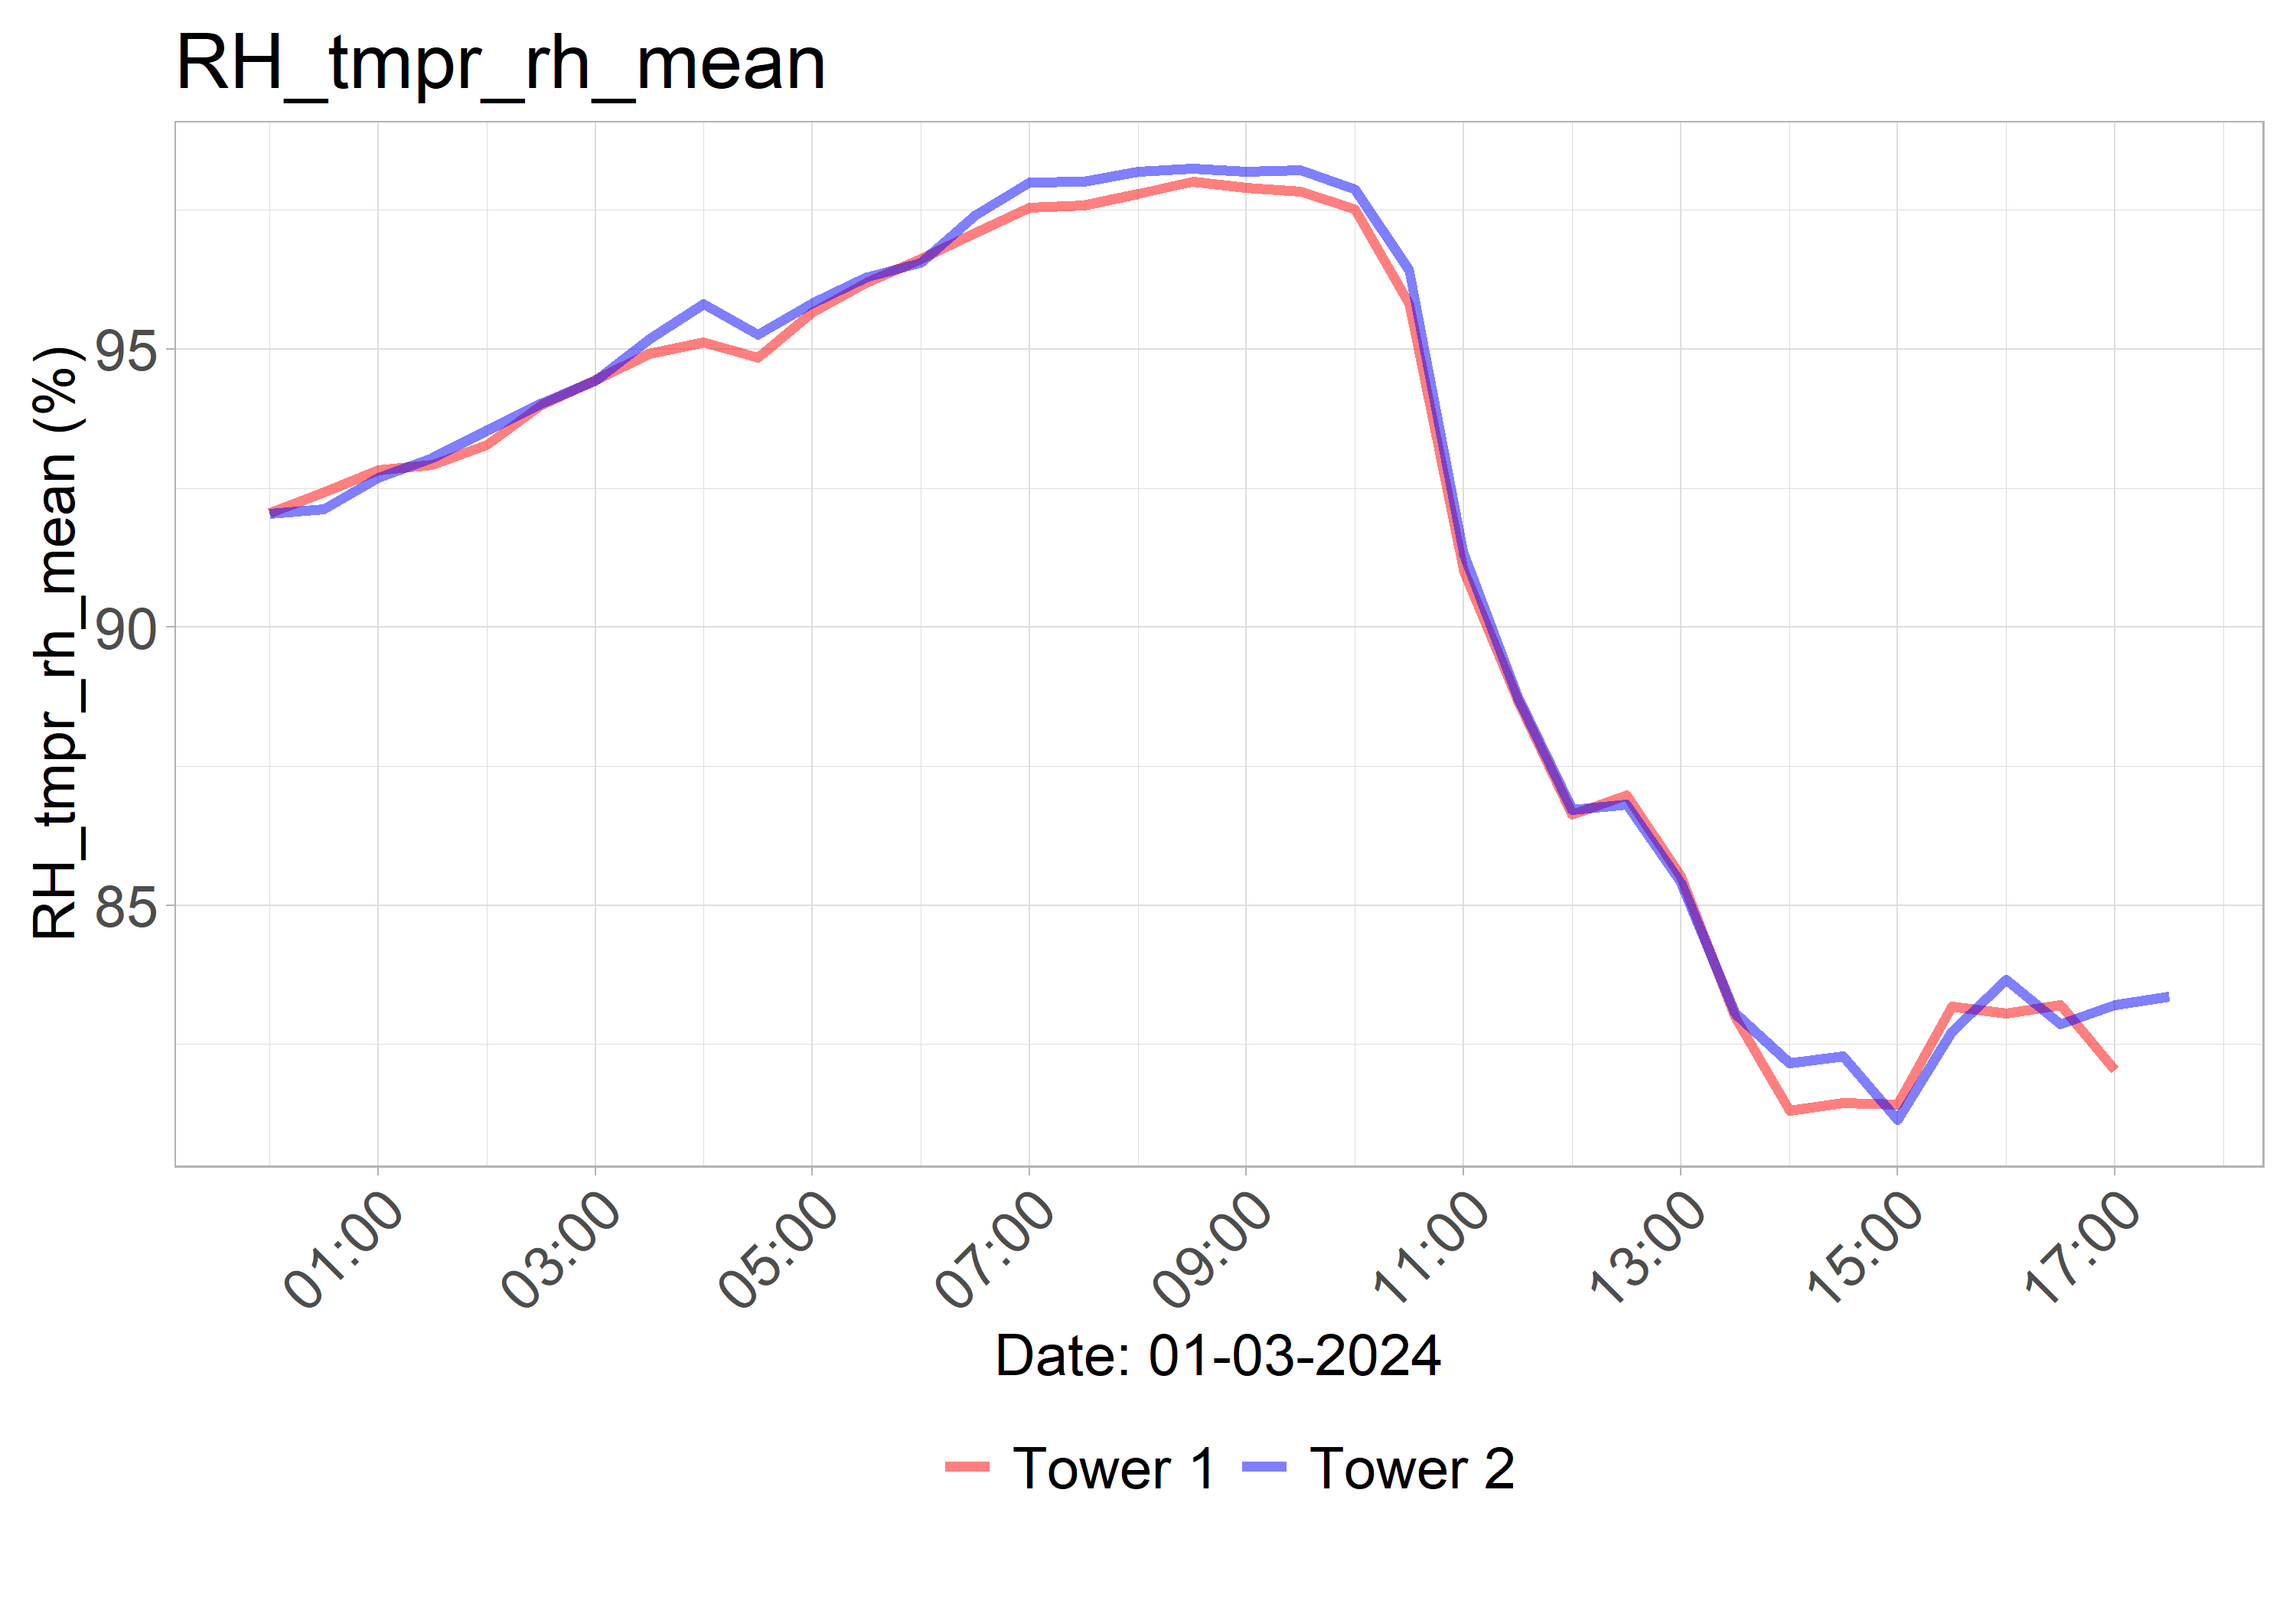 RH_tmpr_rh_mean
RH_tmpr_rh_mean (%)
95
90
85
01:00 03:00 05:00 07:00 09:00 11:00 13:00 15:00 17:00
Date: 01-03-2024
Tower 1 Tower 2